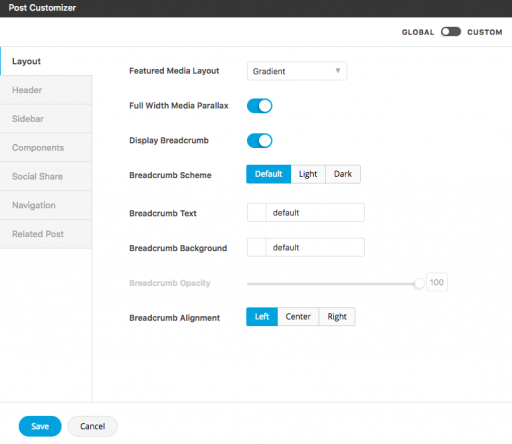 Post Customizer
GLOBAL CUSTOM
Layout
Header
Sidebar
Components
Social Share
Navigation
Related Post
Featured Media Layout Gradient
Full Width Media Parallax
Display Breadcrumb
Breadcrumb Scheme Default Light Dark
Breadcrumb Text default
Breadcrumb Background default
Breadcrumb Opacity 100
Breadcrumb Alignment Left Center Right
Save Cancel